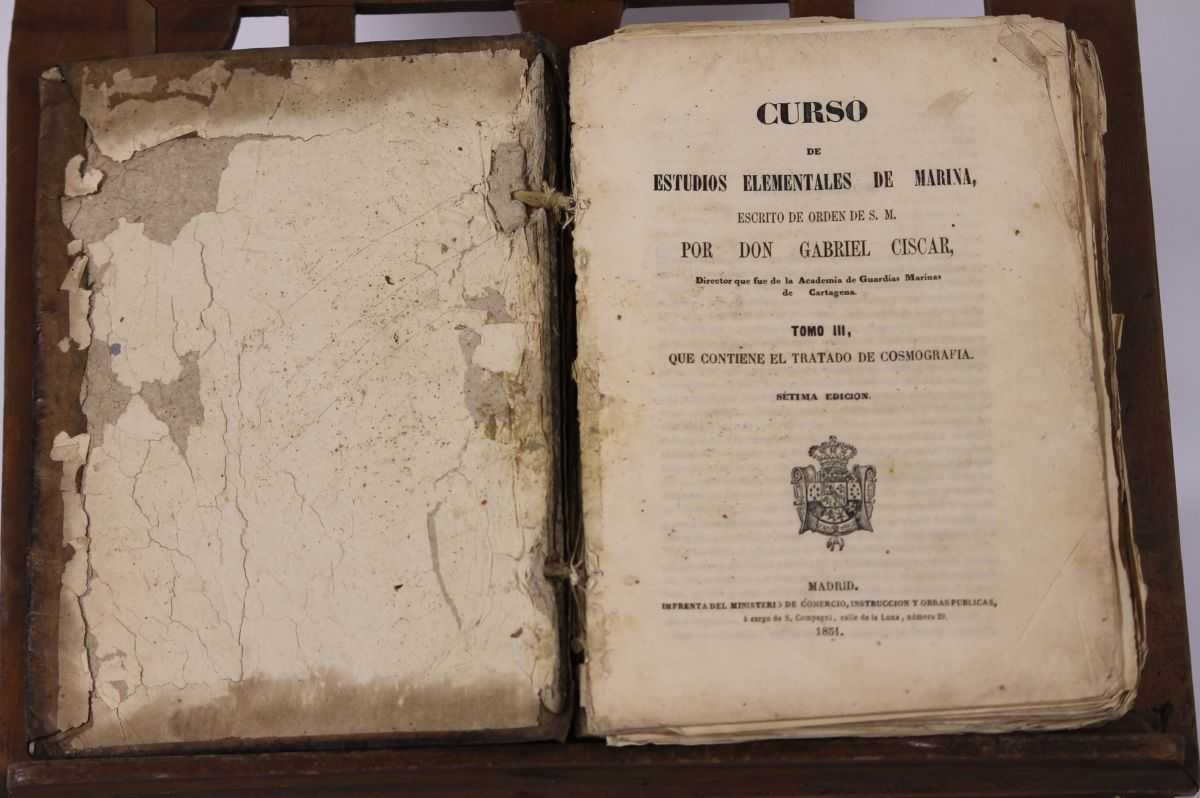 CURSO
DE
ESTUDIOS ELEMENTALES DE MARINA,
ESCRITO DE ORDEN DE S. M.
POR DON GABRIEL CISCAR,
Director que fue de la Academia de Guardias Marinas
de Cartagena.
TOMO III,
QUE CONTIENE EL TRATADO DE COSMOGRAFIA.
SÉTIMA EDICION.
MADRID.
IMPRENTA DEL MINISTERIO DE COMERCIO, INSTRUCCION Y OBRAS PUBLICAS,
á cargo de S. Compagni, calle de la Luna, número 29.
1851.